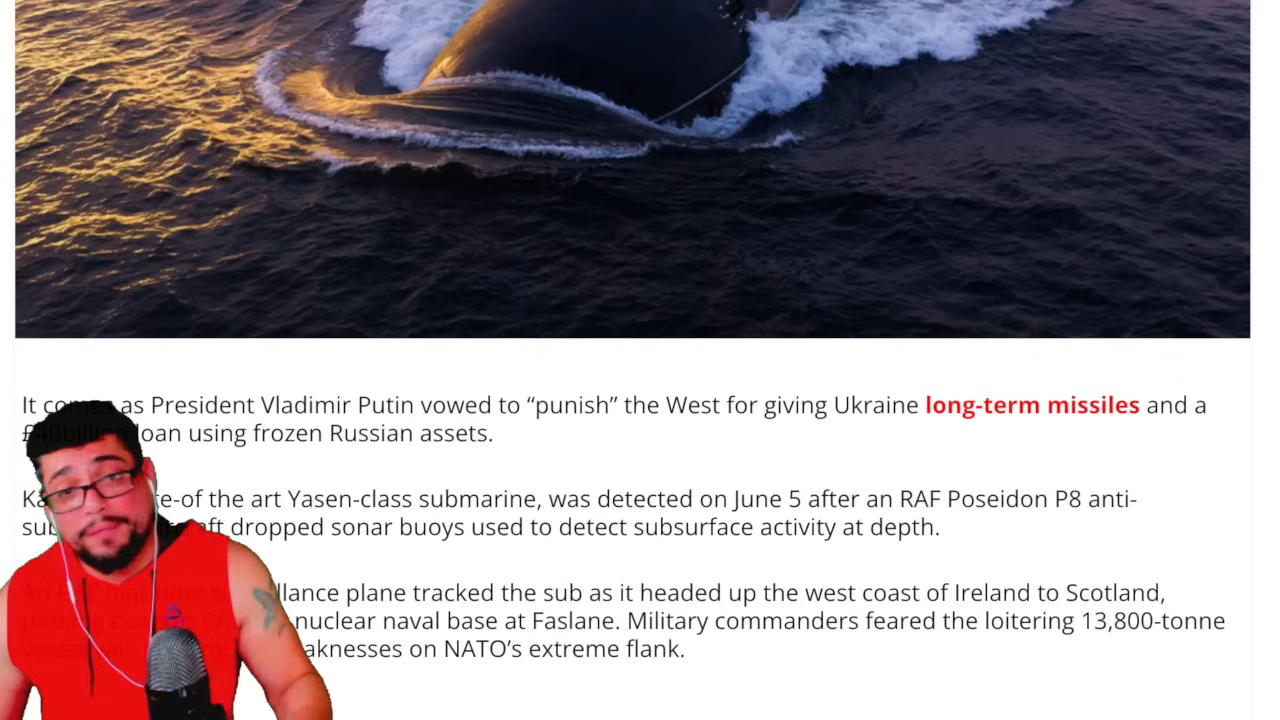 It comes as President Vladimir Putin vowed to “punish” the West for giving Ukraine long-term missiles and a
£40billion loan using frozen Russian assets.
te-of the art Yasen-class submarine, was detected on June 5 after an RAF Poseidon P8 anti-
dropped sonar buoys used to detect subsurface activity at depth.
plane tracked the sub as it headed up the west coast of Ireland to Scotland,
nuclear naval base at Faslane. Military commanders feared the loitering 13,800-tonne
on NATO’s extreme flank.